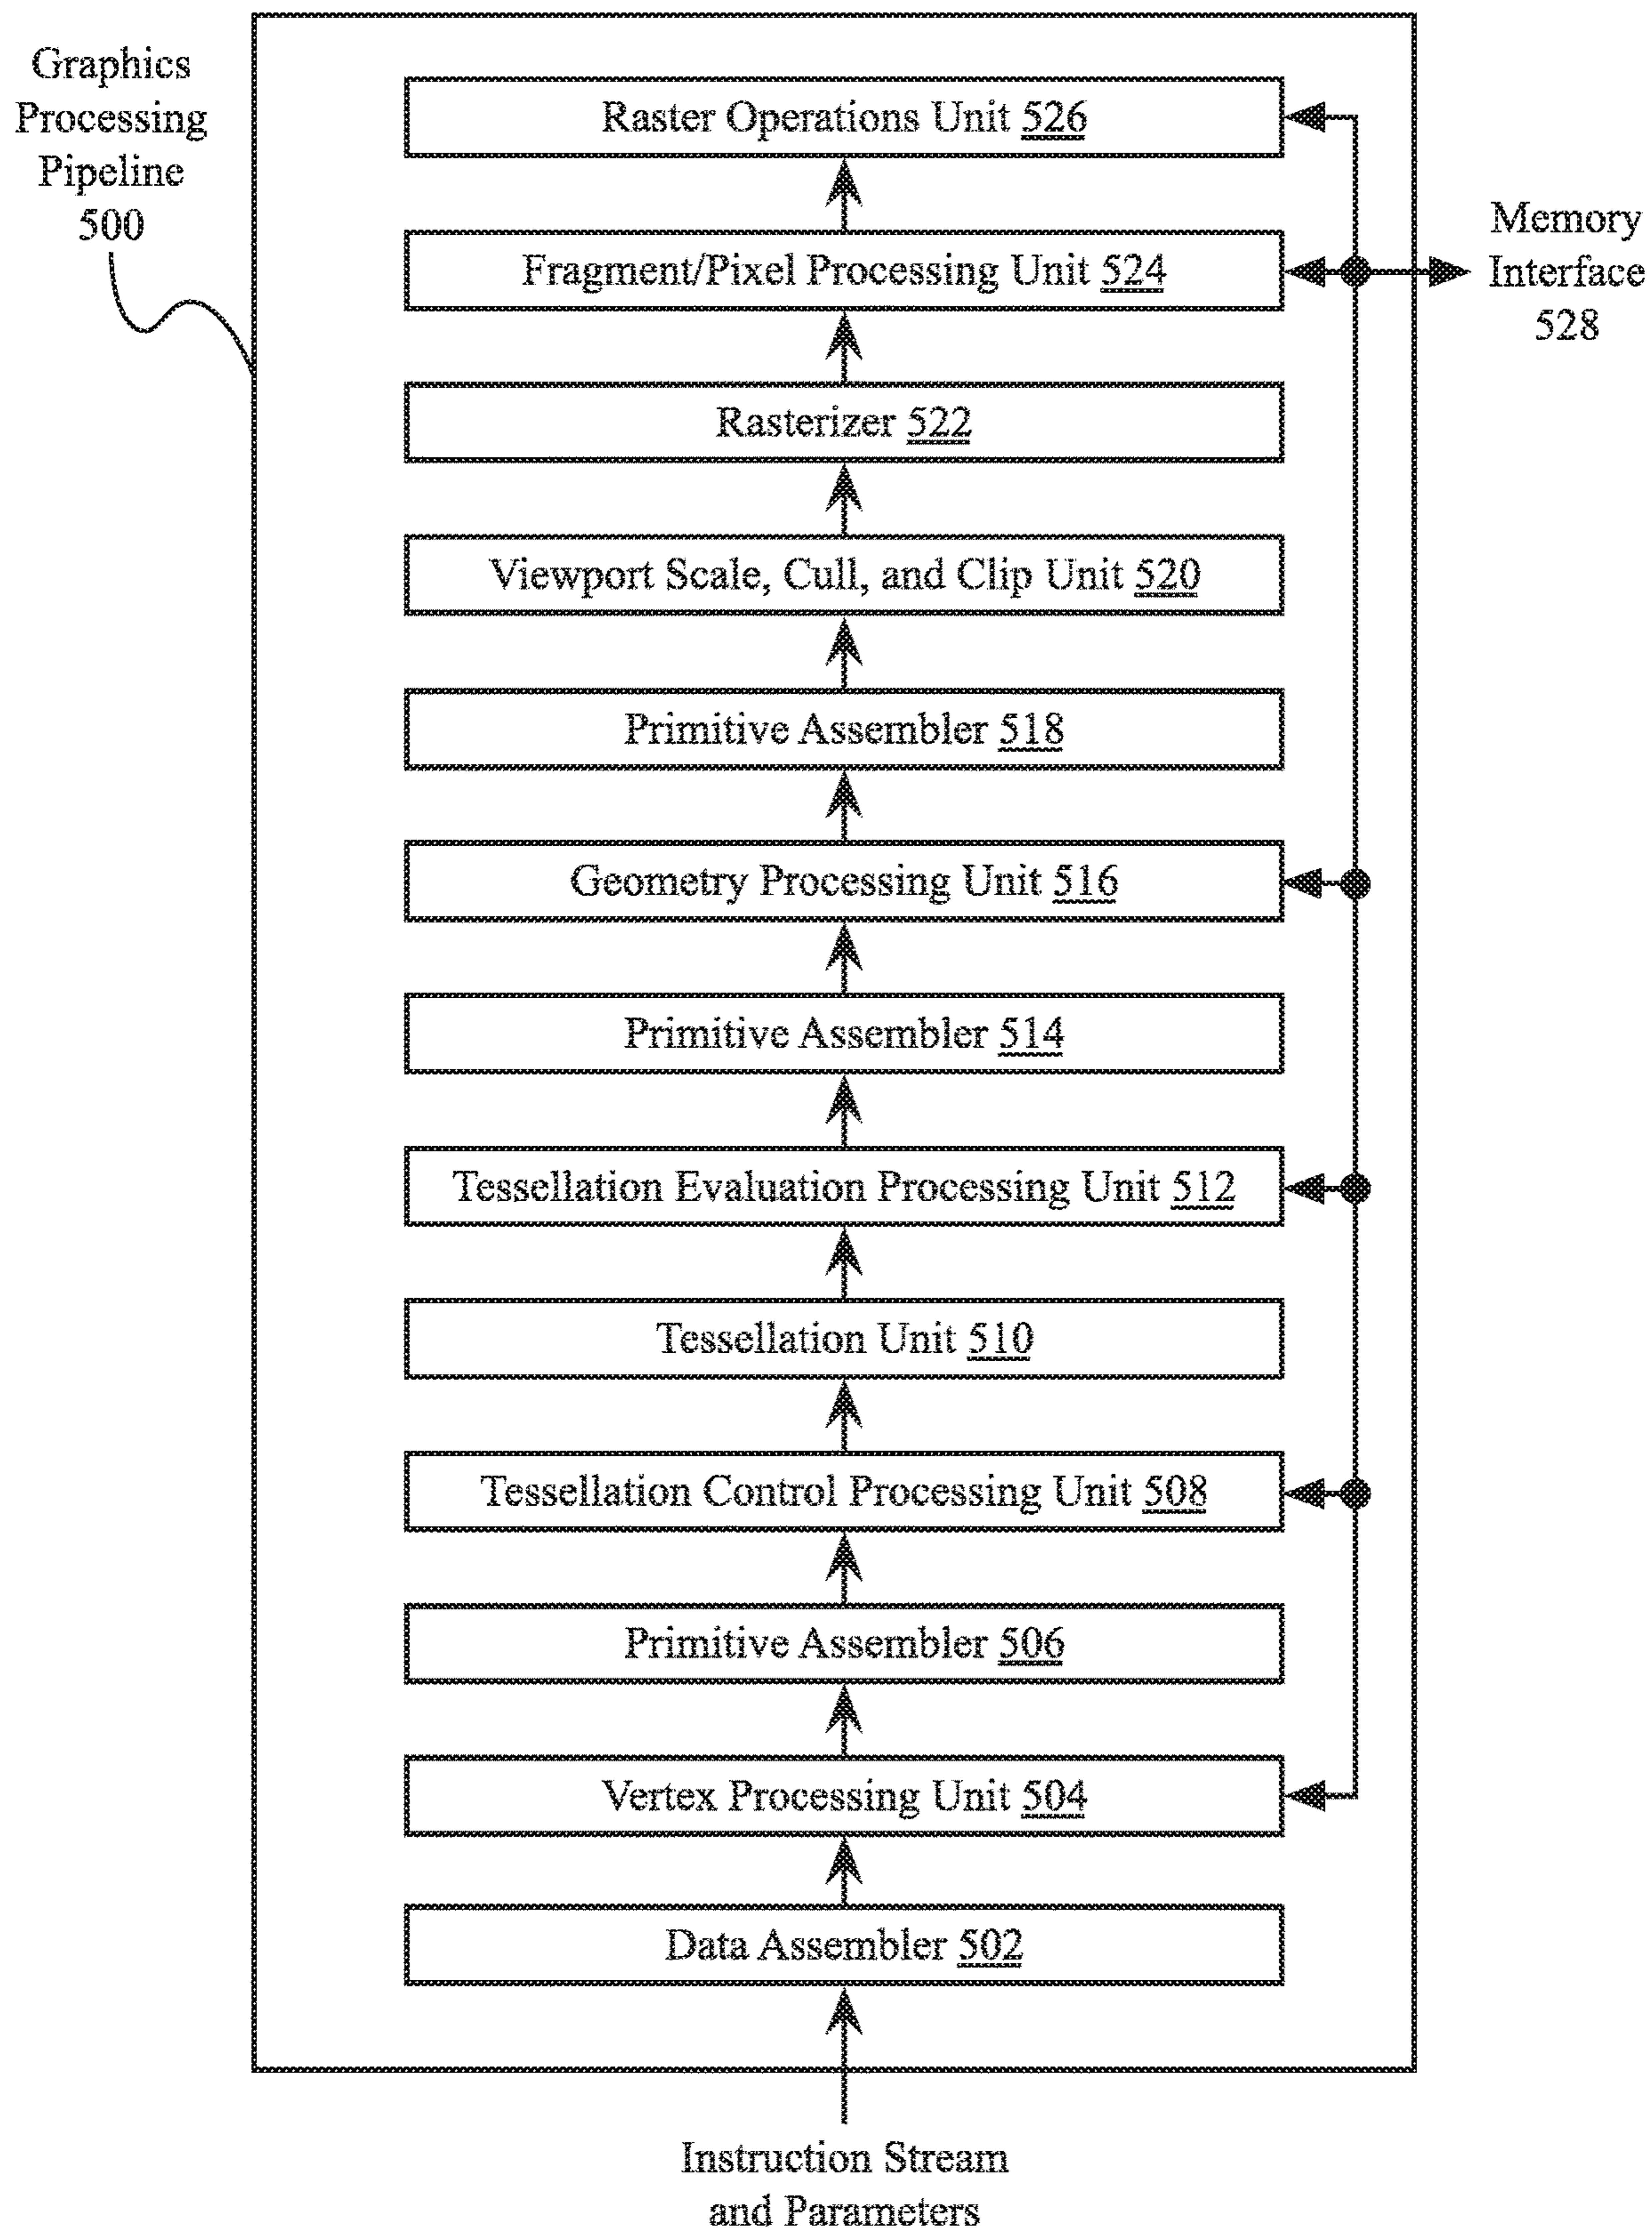 Graphics
Processing
Pipeline
500
Raster Operations Unit 526
Memory
Interface
528
Fragment/Pixel Processing Unit 524
Rasterizer 522
Viewport Scale, Cull, and Clip Unit 520
Primitive Assembler 518
Geometry Processing Unit 516
Primitive Assembler 514
Tessellation Evaluation Processing Unit 512
Tessellation Unit 510
Tessellation Control Processing Unit 508
Primitive Assembler 506
Vertex Processing Unit 504
Data Assembler 502
Instruction Stream
and Parameters